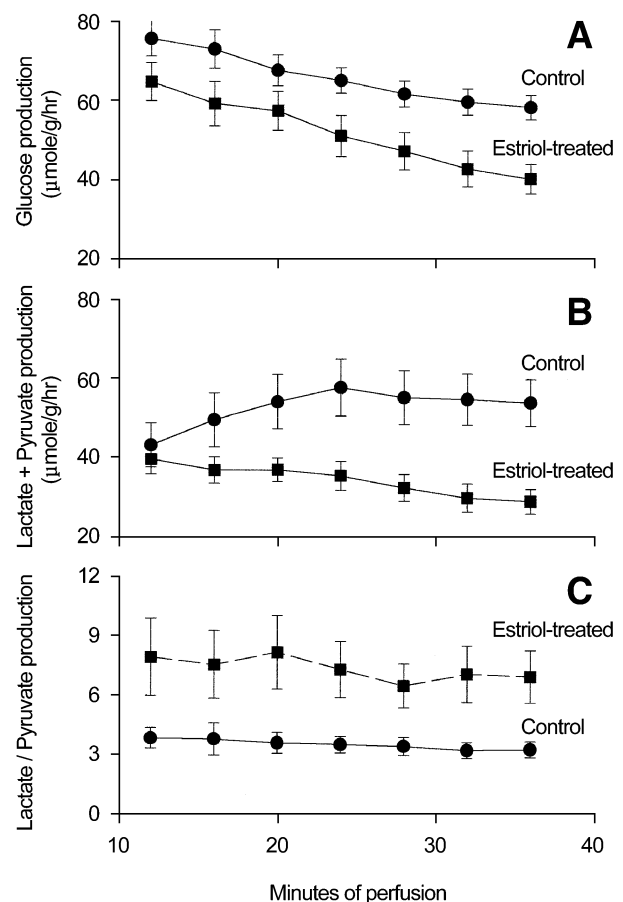 A
Glucose production
(μmole/g/hr)
80
60
40
20
Control
Estriol-treated
B
Lactate + Pyruvate production
(μmole/g/hr)
80
60
40
20
Control
Estriol-treated
C
Lactate / Pyruvate production
12
9
6
3
0
Estriol-treated
Control
10 20 30 40
Minutes of perfusion